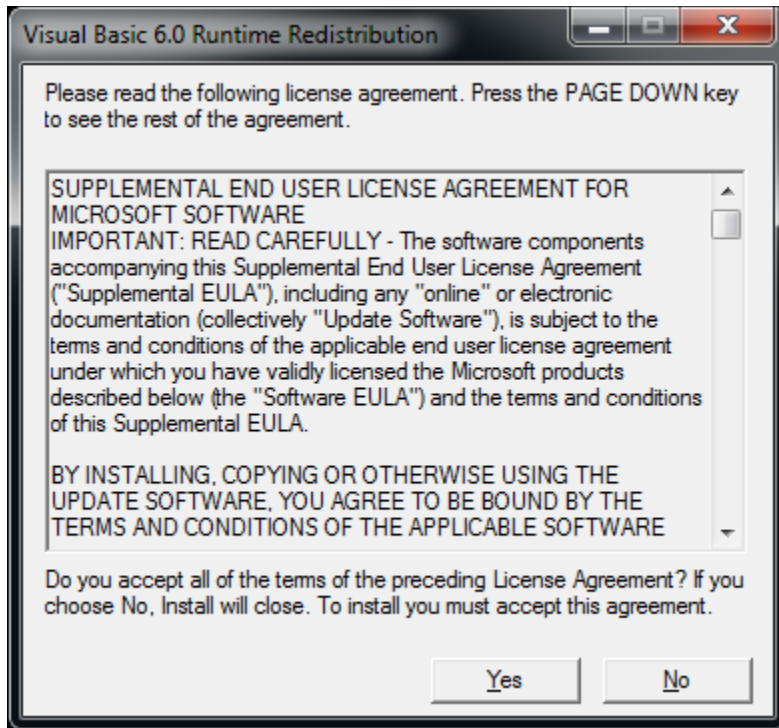 Visual Basic 6.0 Runtime Redistribution
Please read the following license agreement. Press the PAGE DOWN key
to see the rest of the agreement.
SUPPLEMENTAL END USER LICENSE AGREEMENT FOR
MICROSOFT SOFTWARE
IMPORTANT: READ CAREFULLY - The software components
accompanying this Supplemental End User License Agreement
("Supplemental EULA"), including any "online" or electronic
documentation (collectively "Update Software"), is subject to the
terms and conditions of the applicable end user license agreement
under which you have validly licensed the Microsoft products
described below (the "Software EULA") and the terms and conditions
of this Supplemental EULA.
BY INSTALLING, COPYING OR OTHERWISE USING THE
UPDATE SOFTWARE, YOU AGREE TO BE BOUND BY THE
TERMS AND CONDITIONS OF THE APPLICABLE SOFTWARE
Do you accept all of the terms of the preceding License Agreement? If you
choose No, Install will close. To install you must accept this agreement.
Yes
No